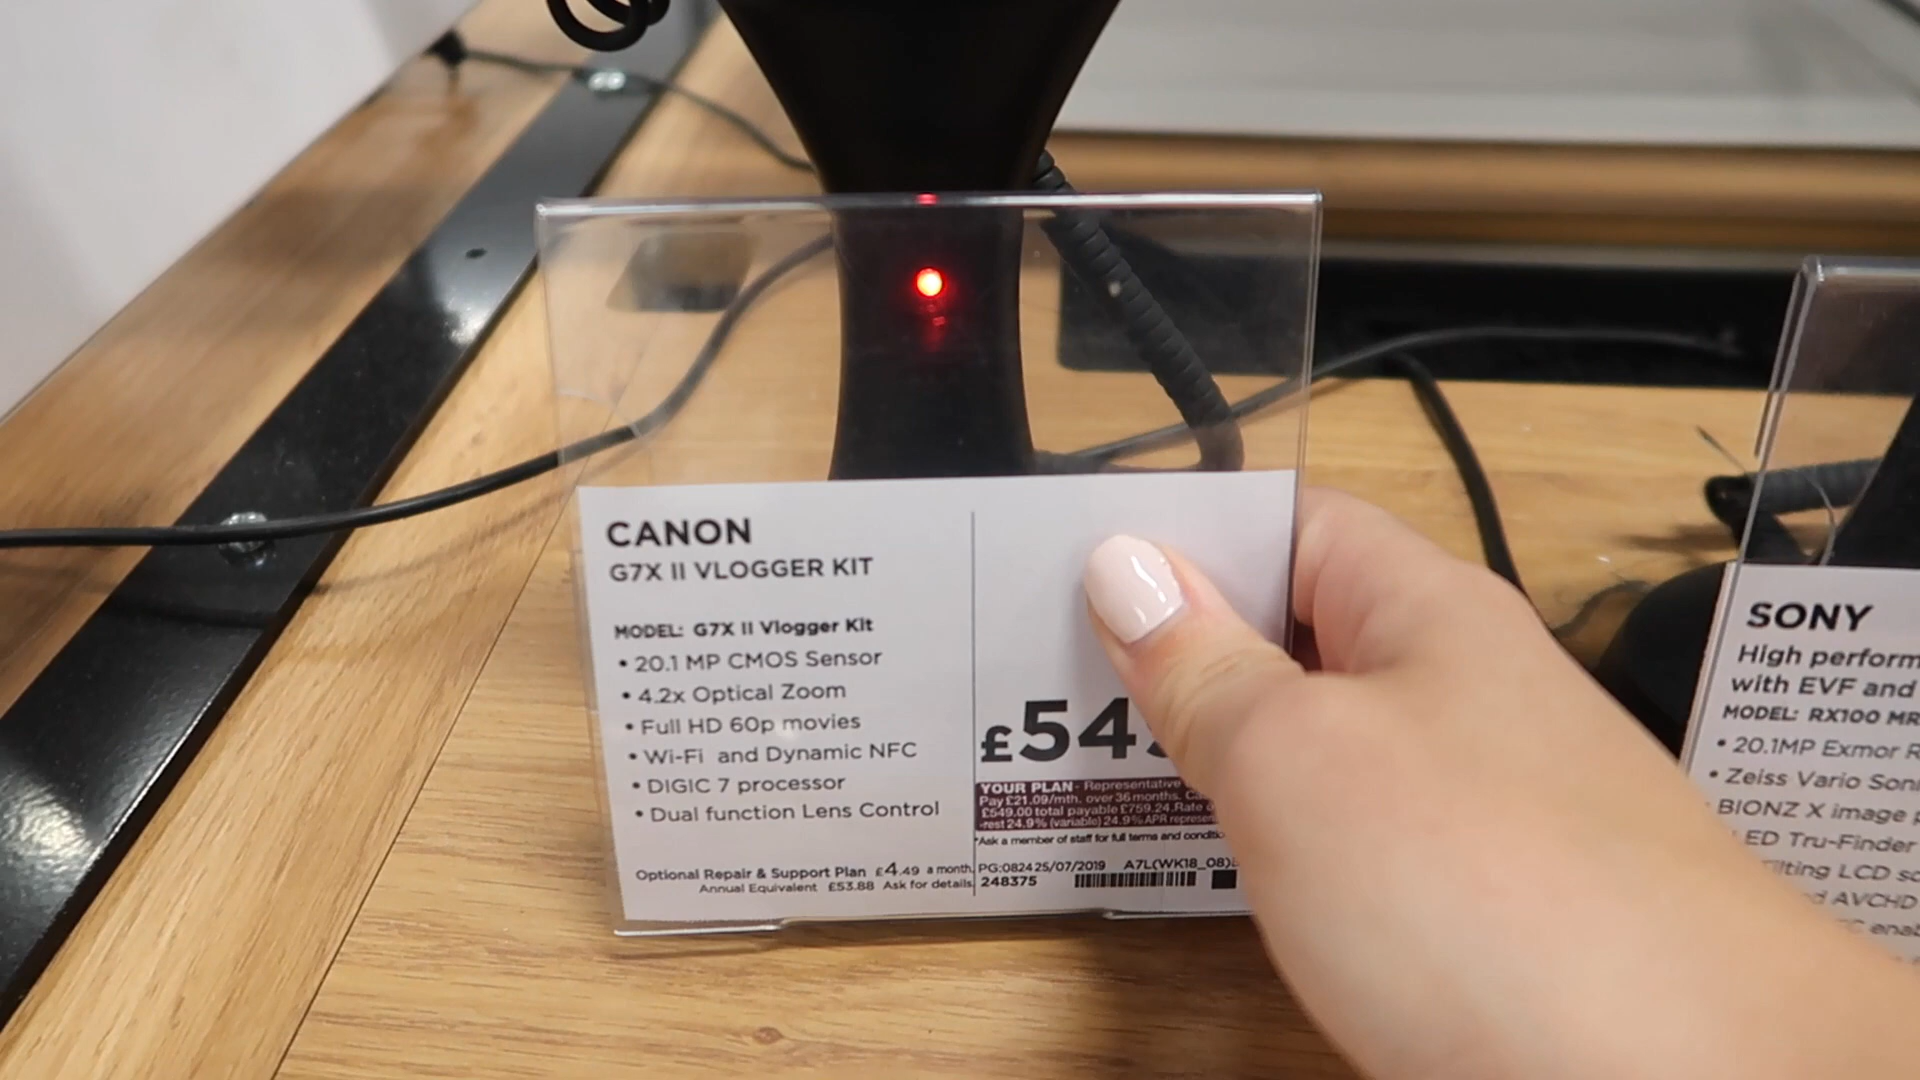 CANON
G7X II VLOGGER KIT
MODEL: G7X II Vlogger Kit
• 20.1 MP CMOS Sensor
• 4.2x Optical Zoom
• Full HD 60p movies
• Wi-Fi and Dynamic NFC
• DIGIC 7 processor
• Dual function Lens Control
Optional Repair & Support Plan £4.49 a month.
Annual Equivalent £53.88 Ask for details.
£54
YOUR PLAN - Representative
Pay £21.09/mth. over 36 months.
£549.00 total payable £759.24. Rate
-rest 24.9% (variable) 24.9% APR
*Ask a member of staff for full terms and
PG:0824 25/07/2019 A7L(WK18_08)
248375
SONY
High
with EVF and
MODEL: RX100
• 20.1MP Exmor
• Zeiss Vario
BIONZ X image
Tru-Finder
LCD
AVCHD